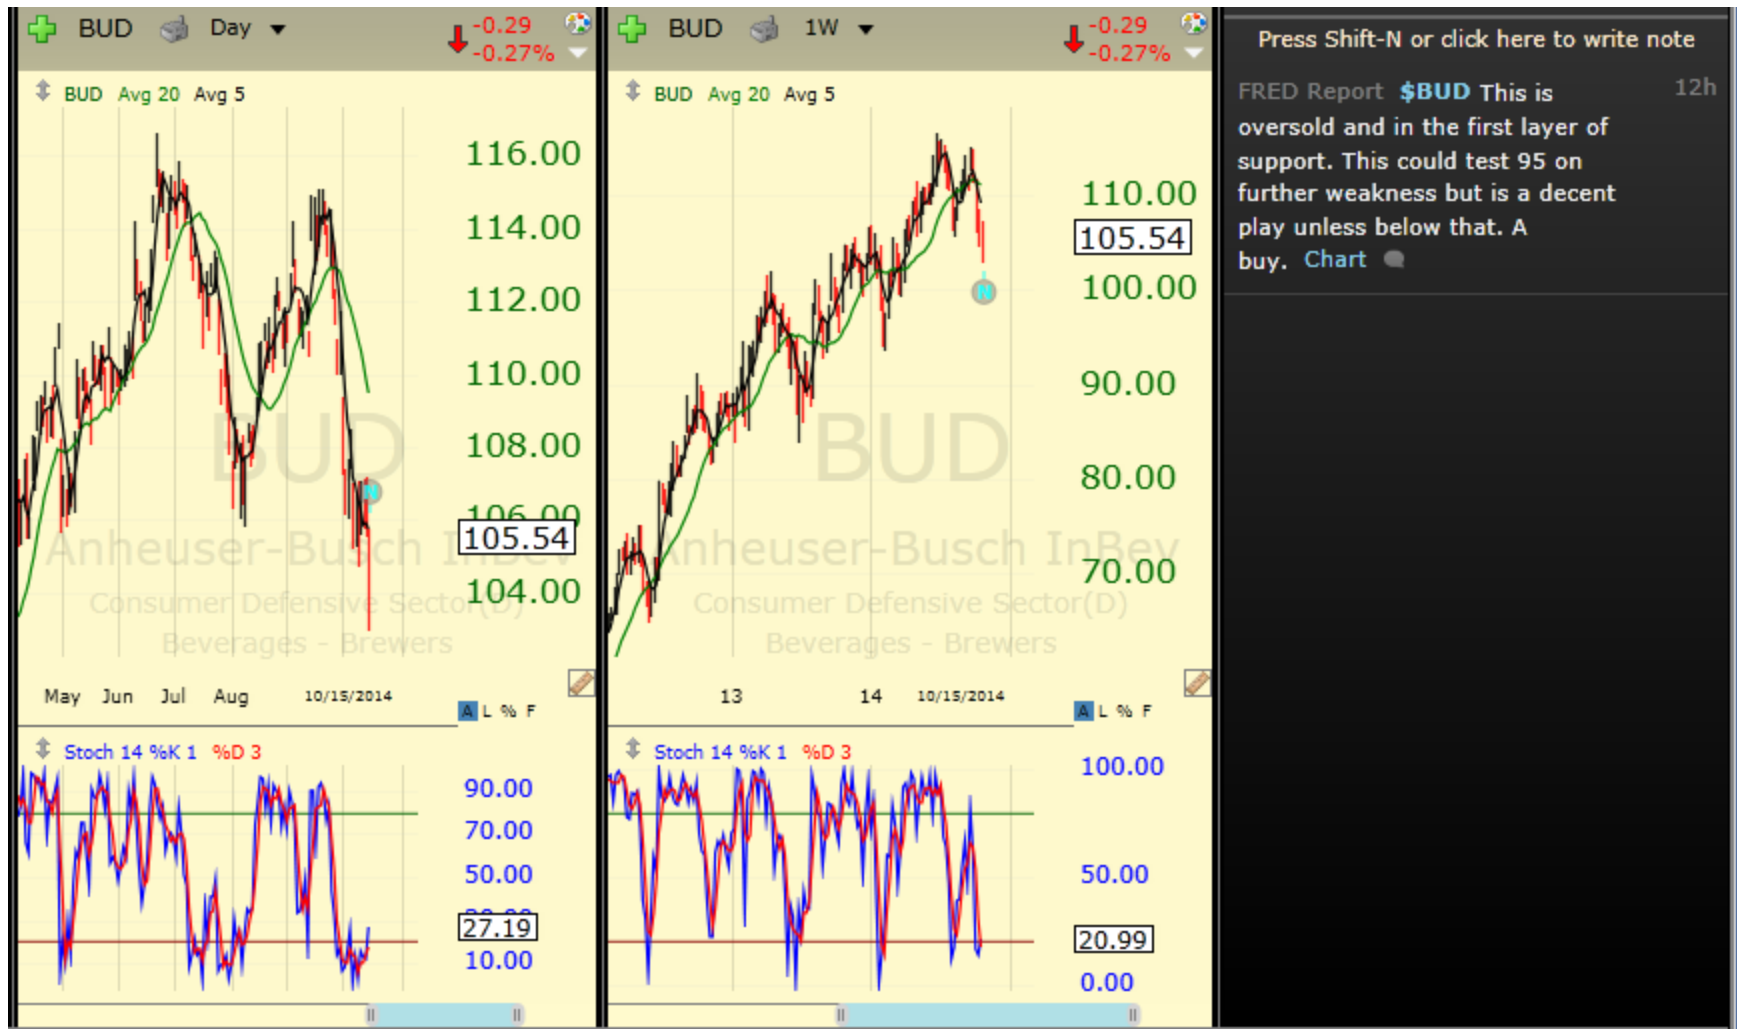 BUD Day -0.29
-0.27%
BUD Avg 20 Avg 5
116.00
114.00
112.00
110.00
108.00
106.00
105.54
104.00
BUD
Anheuser-Busch InBev
Consumer Defensive Sector(D)
Beverages - Brewers
May Jun Jul Aug 10/15/2014
A L % F
Stoch 14 %K 1 %D 3
90.00
70.00
50.00
27.19
10.00
BUD 1W -0.29
-0.27%
BUD Avg 20 Avg 5
110.00
105.54
100.00
N
90.00
80.00
70.00
BUD
Anheuser-Busch InBev
Consumer Defensive Sector(D)
Beverages - Brewers
13 14 10/15/2014
A L % F
Stoch 14 %K 1 %D 3
100.00
50.00
20.99
0.00
Press Shift-N or click here to write note
FRED Report $BUD This is 12h
oversold and in the first layer of
support. This could test 95 on
further weakness but is a decent
play unless below that. A
buy. Chart